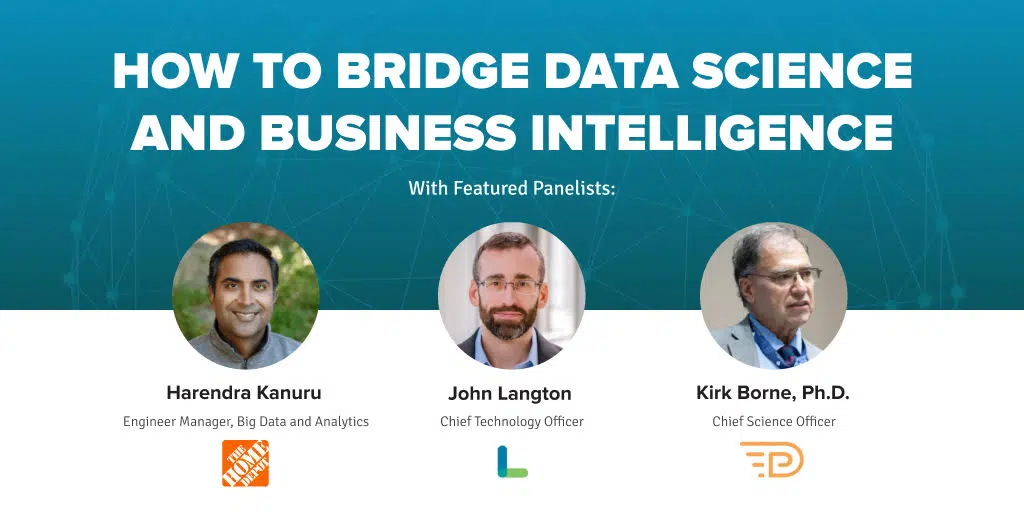 HOW TO BRIDGE DATA SCIENCE
AND BUSINESS INTELLIGENCE
With Featured Panelists:
Harendra Kanuru
John Langton
Kirk Borne, Ph.D.
Engineer Manager, Big Data and Analytics
Chief Technology Officer
Chief Science Officer
THE
HOME
DEPOT